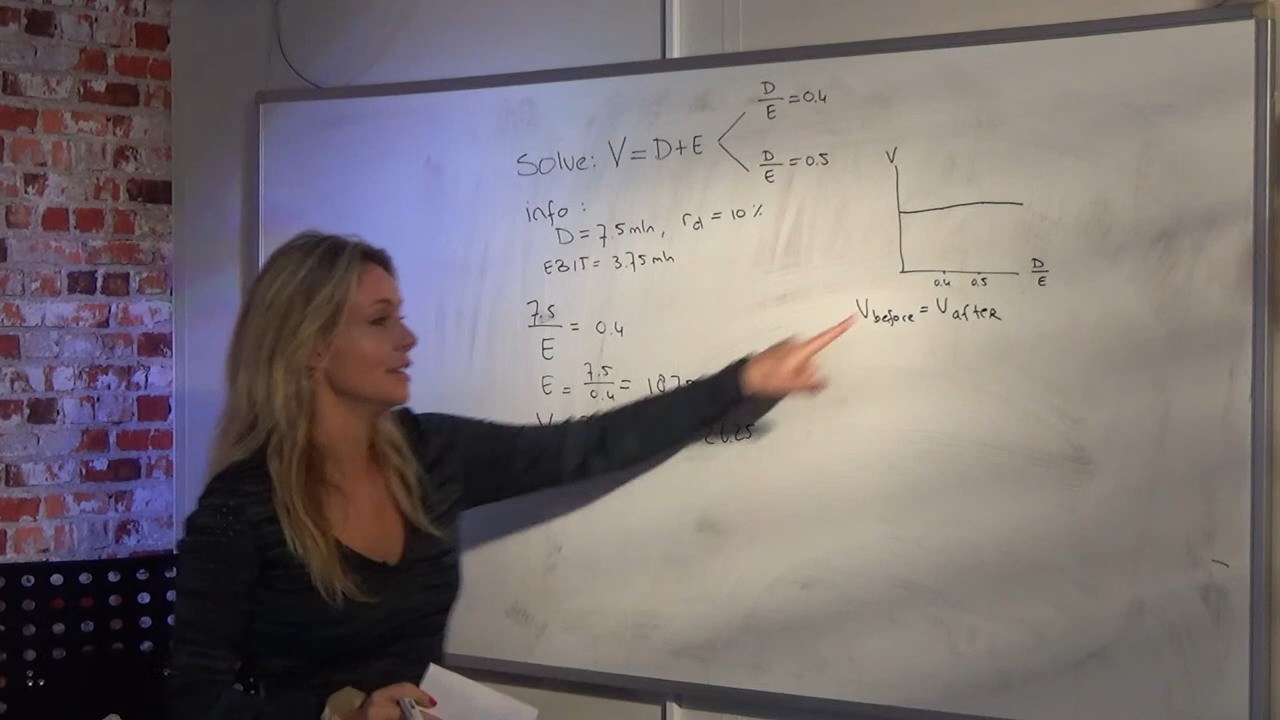 Solve: V = D + E
D/E = 0.4
D/E = 0.5
info :
D = 7.5 mln, rd = 10 %
EBIT = 3.75 mln
7.5/E = 0.4
E = 7.5/0.4 =
26.25
V
0.4 0.5
D/E
Vbefore = Vafter